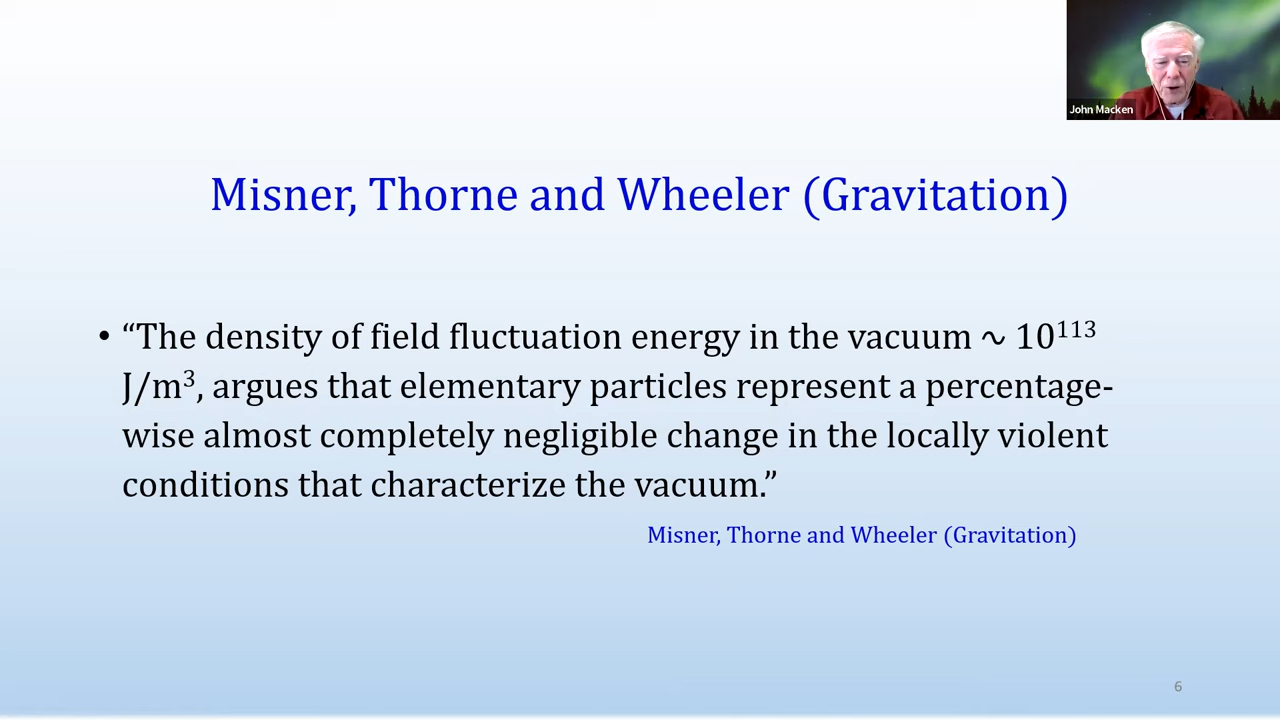 John Macken
Misner, Thorne and Wheeler (Gravitation)
• “The density of field fluctuation energy in the vacuum ∼ 10¹¹³
J/m³, argues that elementary particles represent a percentage-
wise almost completely negligible change in the locally violent
conditions that characterize the vacuum.”
Misner, Thorne and Wheeler (Gravitation)
6